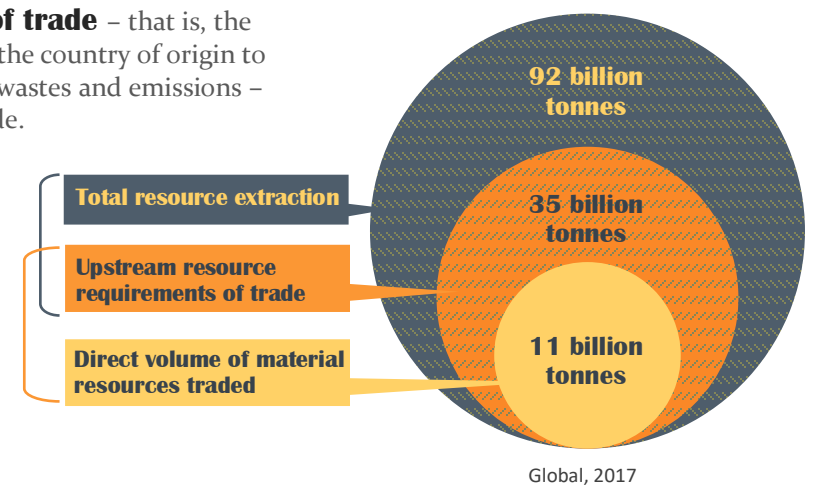 of trade – that is, the
the country of origin to
wastes and emissions –
de.
92 billion
tonnes
Total resource extraction
35 billion
tonnes
Upstream resource
requirements of trade
11 billion
tonnes
Direct volume of material
resources traded
Global, 2017